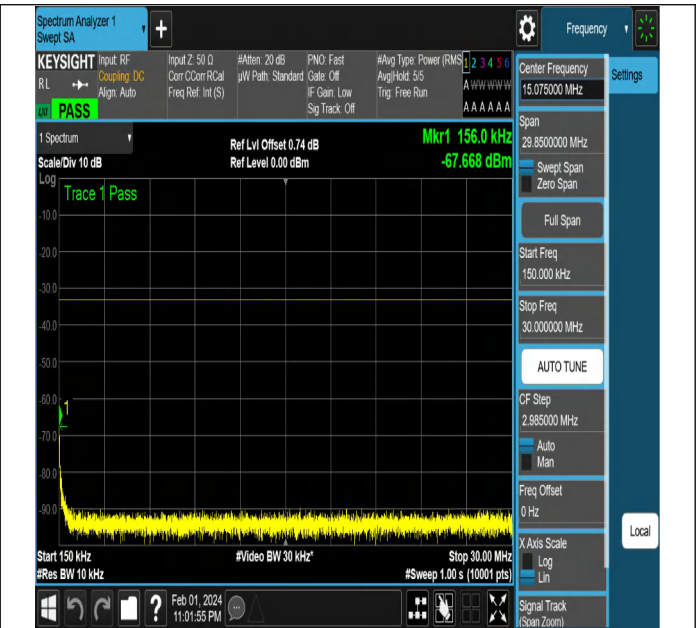 Spectrum Analyzer 1
Swept SA
Frequency
KEYSIGHT
RL
LXI
PASS
Input: RF
Coupling: DC
Align: Auto
Input Z: 50 Ω
Corr CCorr RCal
Freq Ref: Int (S)
#Atten: 20 dB
µW Path: Standard
PNO: Fast
Gate: Off
IF Gain: Low
Sig Track: Off
#Avg Type: Power (RMS
Avg|Hold: 5/5
Trig: Free Run
1 2 3 4 5 6
A W W W W W
A A A A A A
1 Spectrum
Scale/Div 10 dB
Ref Lvl Offset 0.74 dB
Ref Level 0.00 dBm
Mkr1 156.0 kHz
-67.668 dBm
Log
Trace 1 Pass
-10.0
-20.0
-30.0
-40.0
-50.0
-60.0
1
-70.0
-80.0
-90.0
Start 150 kHz
#Video BW 30 kHz*
Stop 30.00 MHz
#Res BW 10 kHz
#Sweep 1.00 s (10001 pts)
Feb 01, 2024
11:01:55 PM
?
Center Frequency
15.075000 MHz
Settings
Span
29.8500000 MHz
Swept Span
Zero Span
Full Span
Start Freq
150.000 kHz
Stop Freq
30.000000 MHz
AUTO TUNE
CF Step
2.985000 MHz
Auto
Man
Freq Offset
0 Hz
Local
X Axis Scale
Log
Lin
Signal Track
(Span Zoom)